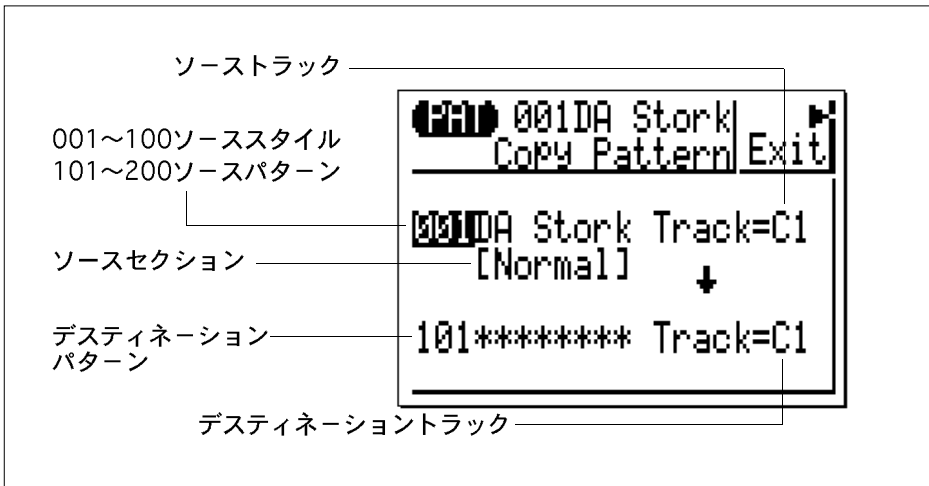 ソーストラック
001～100ソーススタイル
101～200ソースパターン
ソースセクション
デスティネーション
パターン
デスティネーショントラック
PAT 001DA Stork
Copy Pattern Exit
001DA Stork Track=C1
[Normal]
101******** Track=C1